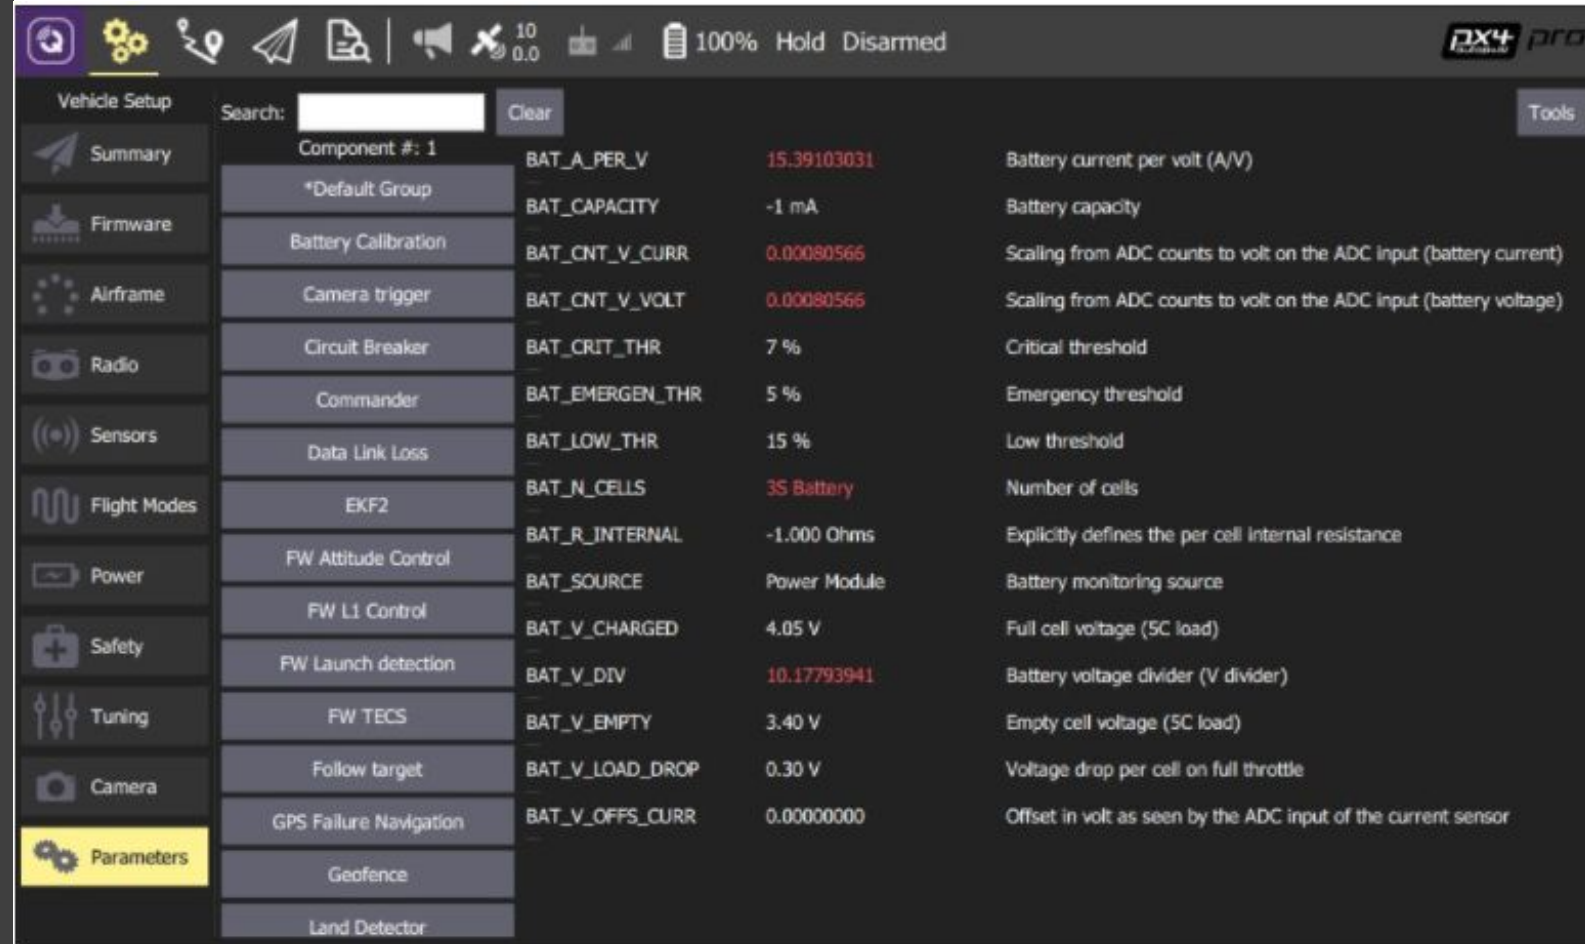 10
0.0
100% Hold Disarmed
px4 pro
autopilot
Vehicle Setup
Search:
Clear
Tools
Summary
Firmware
Airframe
Radio
Sensors
Flight Modes
Power
Safety
Tuning
Camera
Parameters
Component #: 1
*Default Group
Battery Calibration
Camera trigger
Circuit Breaker
Commander
Data Link Loss
EKF2
FW Attitude Control
FW L1 Control
FW Launch detection
FW TECS
Follow target
GPS Failure Navigation
Geofence
Land Detector
BAT_A_PER_V 15.39103031 Battery current per volt (A/V)
BAT_CAPACITY -1 mA Battery capacity
BAT_CNT_V_CURR 0.00080566 Scaling from ADC counts to volt on the ADC input (battery current)
BAT_CNT_V_VOLT 0.00080566 Scaling from ADC counts to volt on the ADC input (battery voltage)
BAT_CRIT_THR 7 % Critical threshold
BAT_EMERGEN_THR 5 % Emergency threshold
BAT_LOW_THR 15 % Low threshold
BAT_N_CELLS 3S Battery Number of cells
BAT_R_INTERNAL -1.000 Ohms Explicitly defines the per cell internal resistance
BAT_SOURCE Power Module Battery monitoring source
BAT_V_CHARGED 4.05 V Full cell voltage (5C load)
BAT_V_DIV 10.17793941 Battery voltage divider (V divider)
BAT_V_EMPTY 3.40 V Empty cell voltage (5C load)
BAT_V_LOAD_DROP 0.30 V Voltage drop per cell on full throttle
BAT_V_OFFS_CURR 0.00000000 Offset in volt as seen by the ADC input of the current sensor